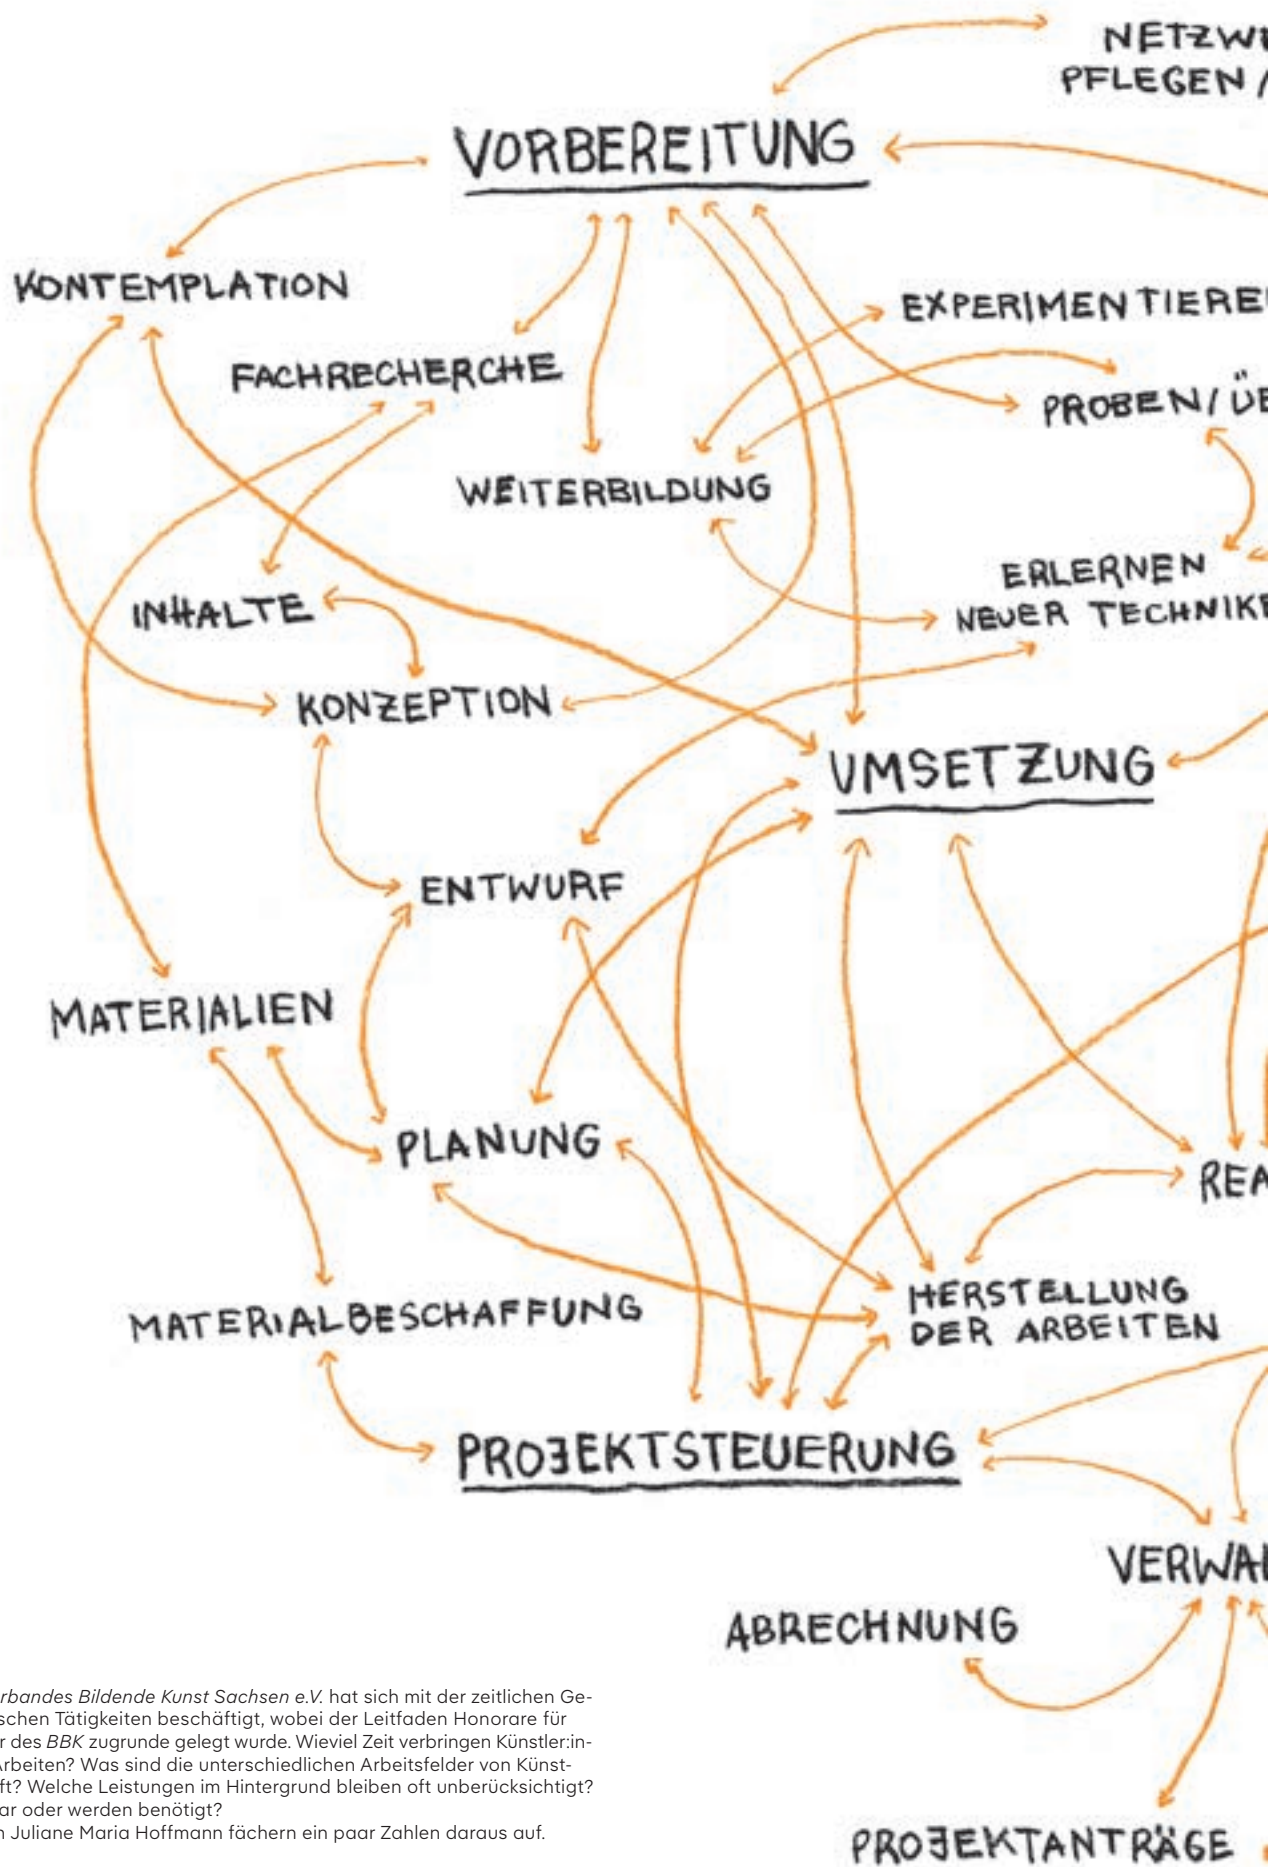 NETZWE
PFLEGEN /
VORBEREITUNG
KONTEMPLATION
EXPERIMENTIERE
FACHRECHERCHE
PROBEN / ÜB
WEITERBILDUNG
ERLERNEN
NEUER TECHNIKE
INHALTE
KONZEPTION
UMSETZUNG
ENTWURF
MATERIALIEN
PLANUNG
REA
HERSTELLUNG
DER ARBEITEN
MATERIALBESCHAFFUNG
PROJEKTSTEUERUNG
VERWAL
ABRECHNUNG
rbandes Bildende Kunst Sachsen e.V. hat sich mit der zeitlichen Ge-
schen Tätigkeiten beschäftigt, wobei der Leitfaden Honorare für
r des BBK zugrunde gelegt wurde. Wieviel Zeit verbringen Künstler:in-
Arbeiten? Was sind die unterschiedlichen Arbeitsfelder von Künst-
ft? Welche Leistungen im Hintergrund bleiben oft unberücksichtigt?
ar oder werden benötigt?
n Juliane Maria Hoffmann fächern ein paar Zahlen daraus auf.
PROJEKTANTRÄGE